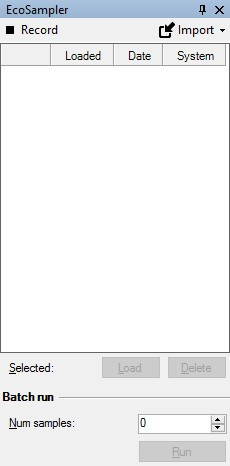 EcoSampler
Record Import
Loaded Date System
Selected: Load Delete
Batch run
Num samples: 0
Run